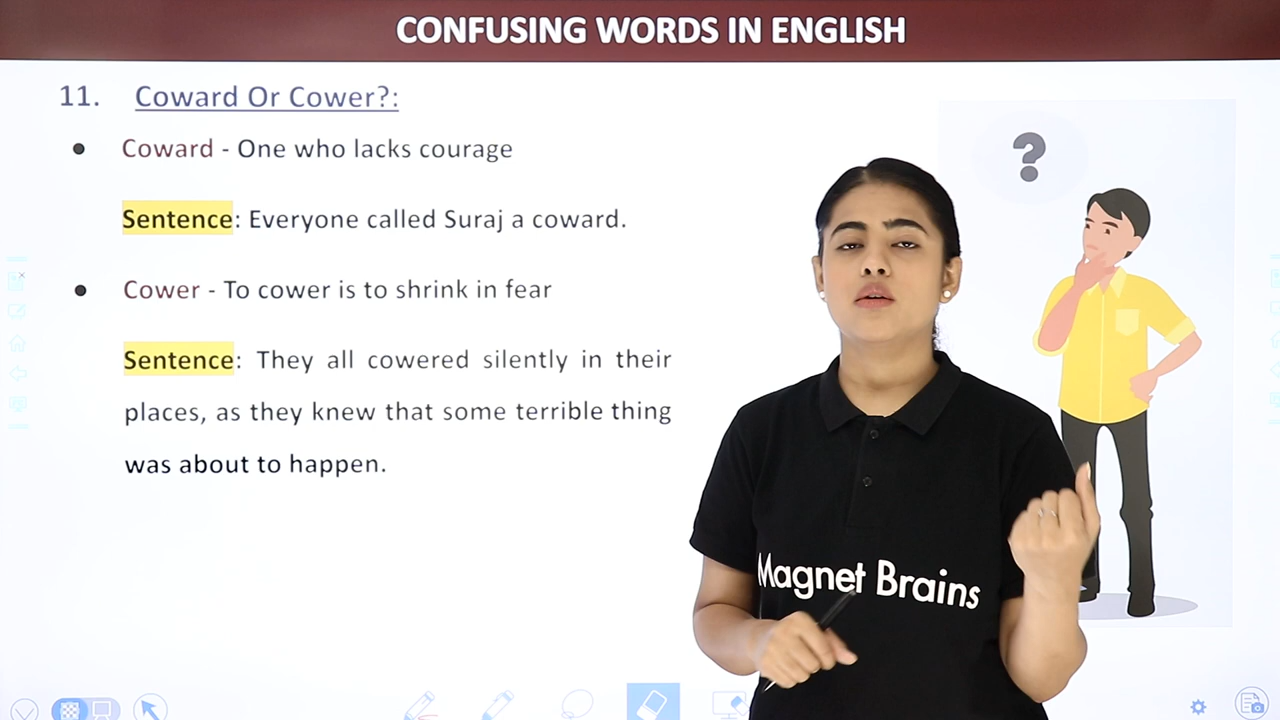 CONFUSING WORDS IN ENGLISH
11. Coward Or Cower?:
• Coward - One who lacks courage
Sentence: Everyone called Suraj a coward.
• Cower - To cower is to shrink in fear
Sentence: They all cowered silently in their
places, as they knew that some terrible thing
was about to happen.
?
Magnet Brains